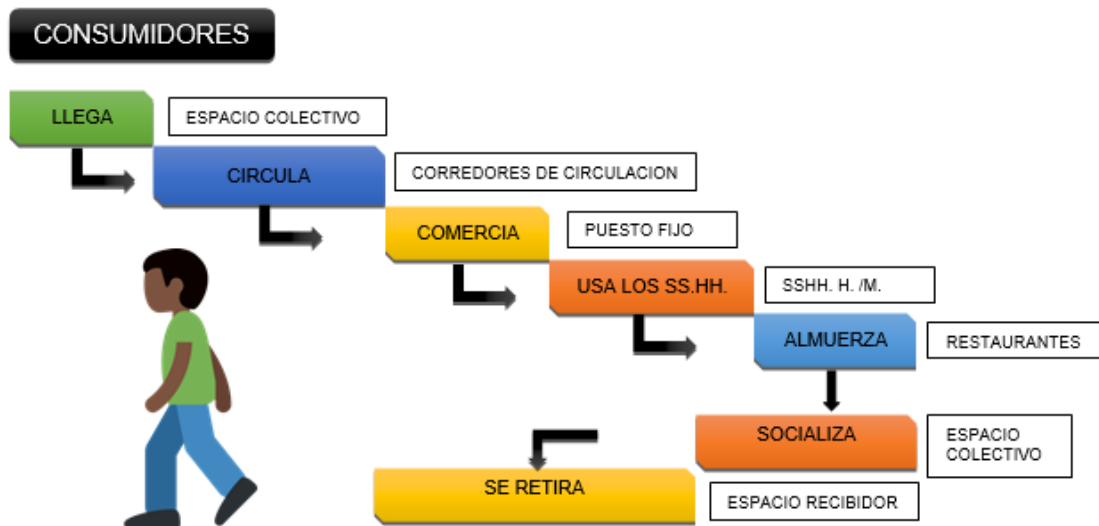 CONSUMIDORES
LLEGA
ESPACIO COLECTIVO
CIRCULA
CORREDORES DE CIRCULACION
COMERCIA
PUESTO FIJO
USA LOS SS.HH.
SSHH. H. /M.
ALMUERZA
RESTAURANTES
SOCIALIZA
ESPACIO
COLECTIVO
SE RETIRA
ESPACIO RECIBIDOR